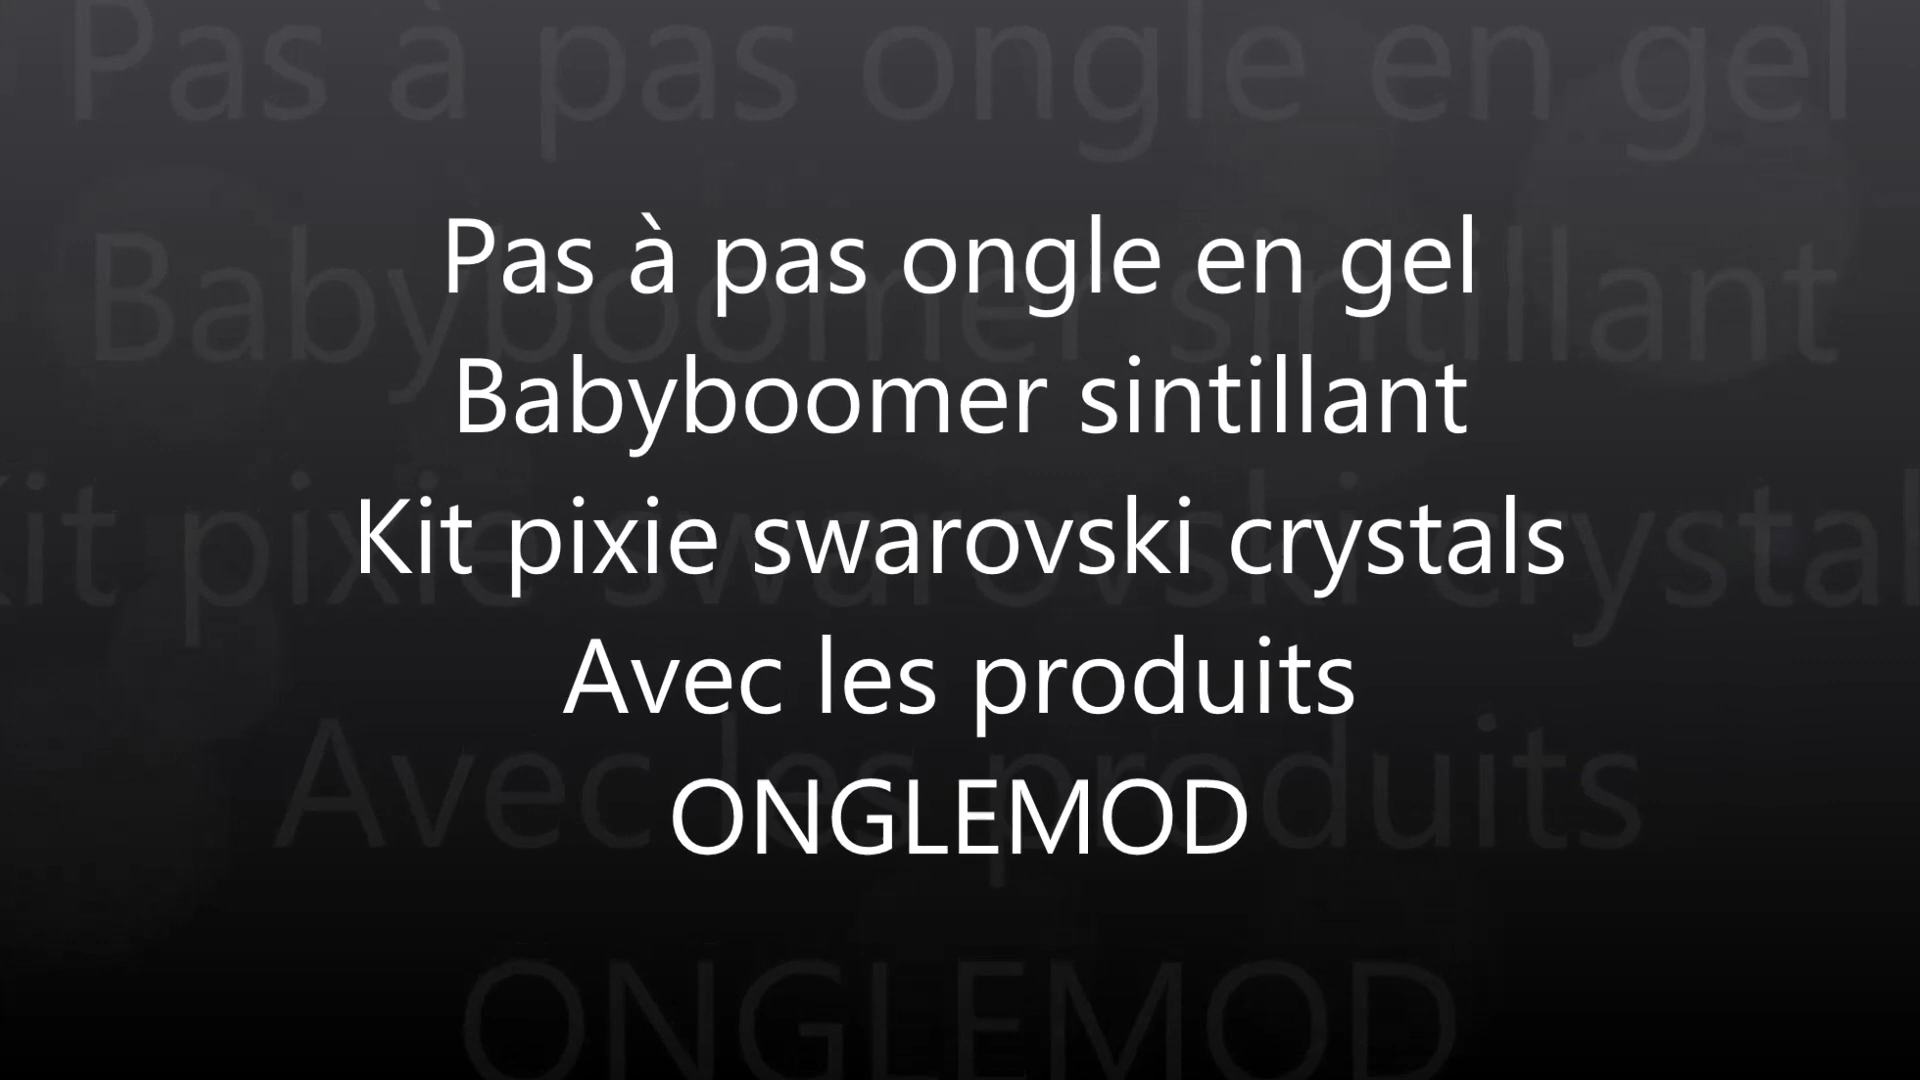 Pas à pas ongle en gel
Babyboomer sintillant
Kit pixie swarovski crystals
Avec les produits
ONGLEMOD